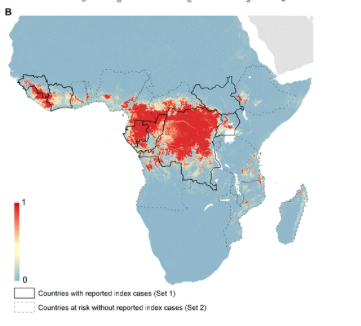 B
1
0
Countries with reported index cases (Set 1)
Countries at risk without reported index cases (Set 2)